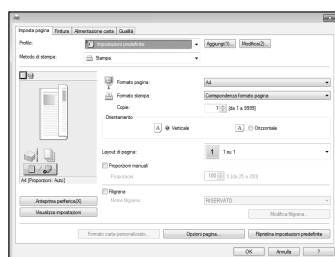 Imposta pagina Finitura Alimentazione carta Qualità
Profilo: Impostazioni predefinite Aggiungi(1)... Modifica(2)...
Metodo di stampa: Stampa
Formato pagina: A4
Formato stampa: Corrispondenza formato pagina
Copie: 1 [da 1 a 9999]
Orientamento
A Verticale A Orizzontale
Layout di pagina: 1 1 su 1
Proporzioni manuali
Proporzioni: 100 % [da 25 a 200]
A4 [Proporzioni: Auto]
Filigrana
Nome filigrana: RISERVATO
Anteprima periferica(X)
Modifica filigrana...
Visualizza impostazioni
Formato carta personalizzato... Opzioni pagina... Ripristina impostazioni predefinite
OK Annulla ?